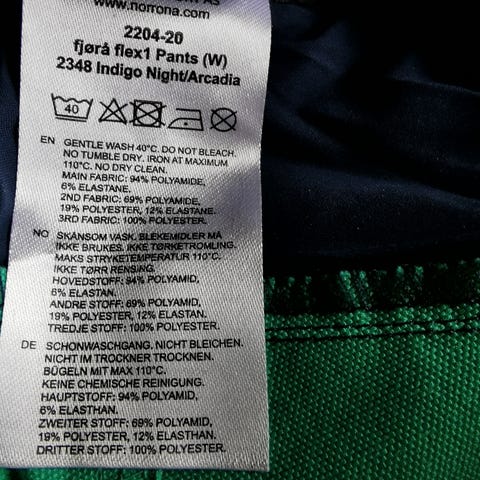 www.norrona.com
2204-20
fjørå flex1 Pants (W)
2348 Indigo Night/Arcadia
40
EN GENTLE WASH 40°C. DO NOT BLEACH.
NO TUMBLE DRY. IRON AT MAXIMUM
110°C. NO DRY CLEAN.
MAIN FABRIC: 94% POLYAMIDE,
6% ELASTANE.
2ND FABRIC: 69% POLYAMIDE,
19% POLYESTER, 12% ELASTANE.
3RD FABRIC: 100% POLYESTER.
NO SKÅNSOM VASK. BLEKEMIDLER MÅ
IKKE BRUKES. IKKE TØRKETROMLING.
MAKS STRYKETEMPERATUR 110°C.
IKKE TØRR RENSING.
HOVEDSTOFF: 94% POLYAMID,
6% ELASTAN.
ANDRE STOFF: 69% POLYAMID,
19% POLYESTER, 12% ELASTAN.
TREDJE STOFF: 100% POLYESTER.
DE SCHONWASCHGANG. NICHT BLEICHEN.
NICHT IM TROCKNER TROCKNEN.
BÜGELN MIT MAX 110°C.
KEINE CHEMISCHE REINIGUNG.
HAUPTSTOFF: 94% POLYAMID,
6% ELASTHAN.
ZWEITER STOFF: 69% POLYAMID,
19% POLYESTER, 12% ELASTHAN.
DRITTER STOFF: 100% POLYESTER.